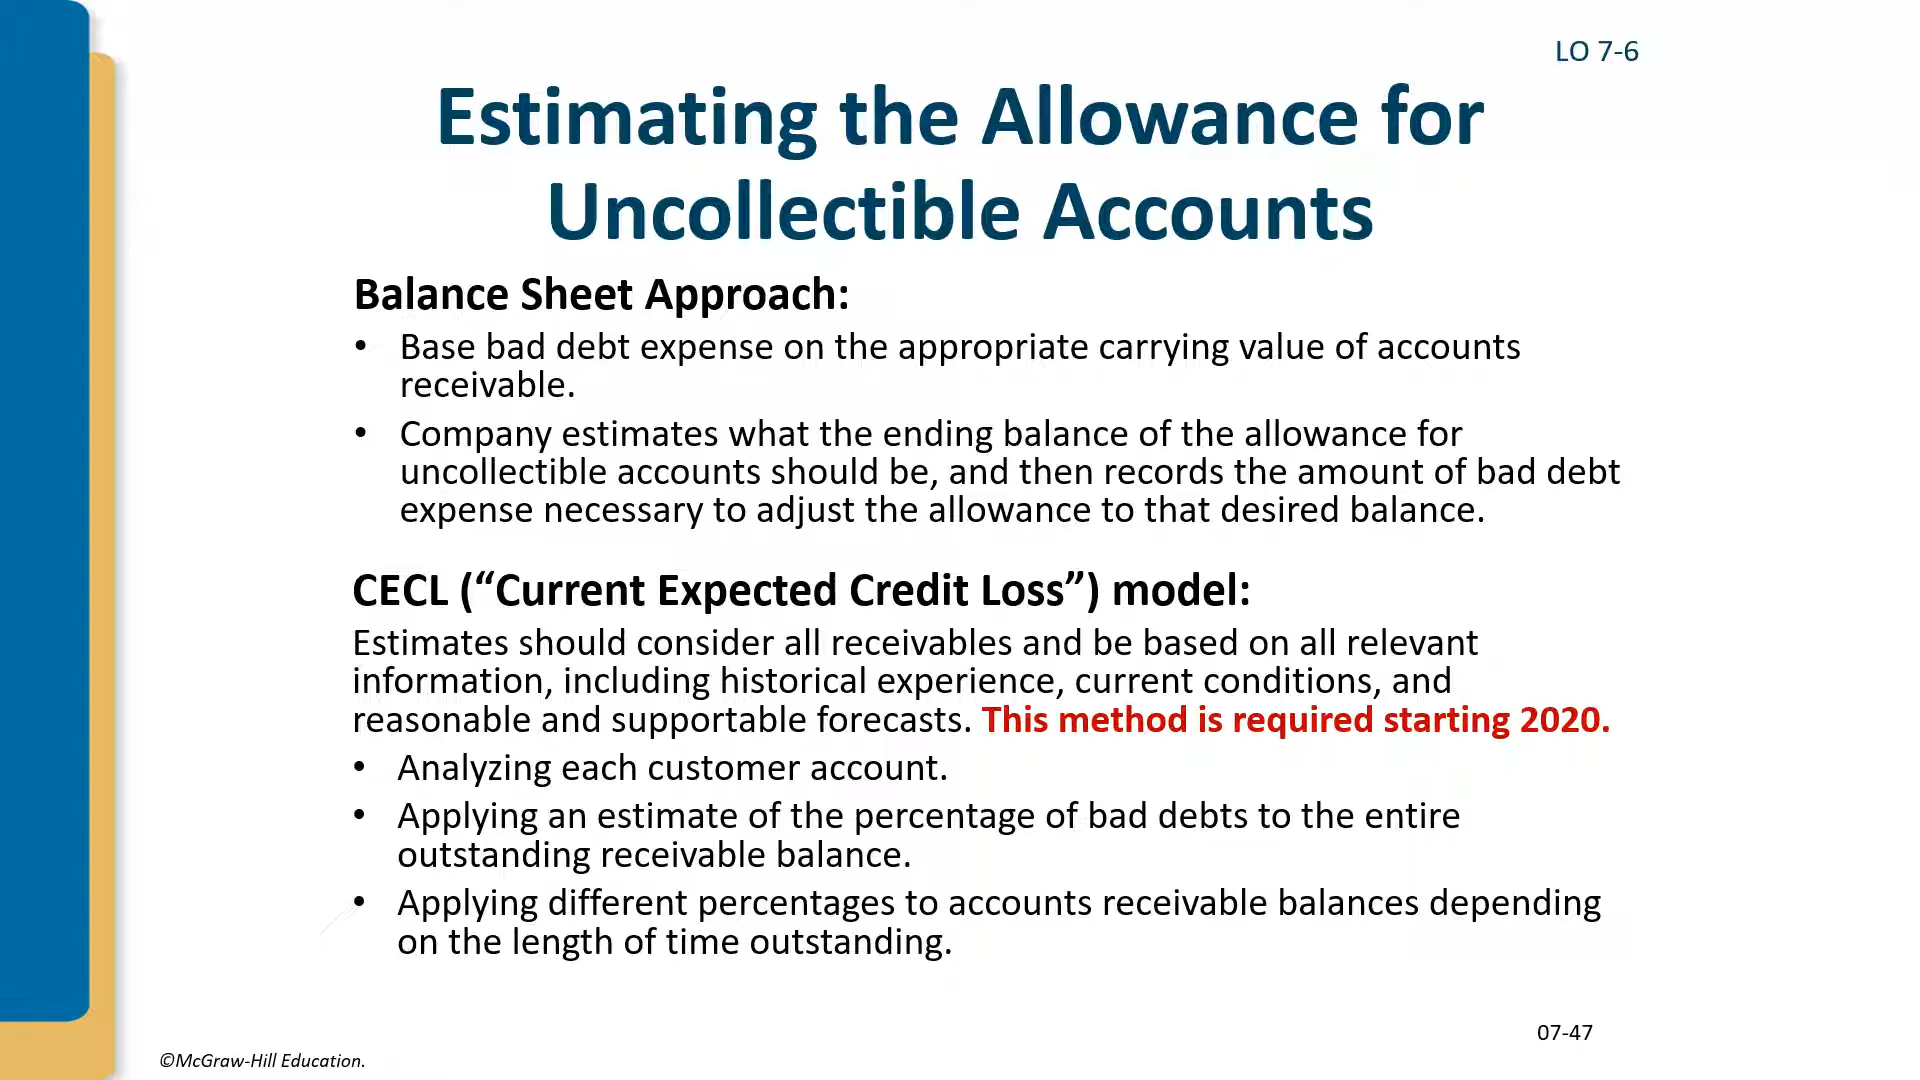 LO 7-6
Estimating the Allowance for
Uncollectible Accounts
Balance Sheet Approach:
• Base bad debt expense on the appropriate carrying value of accounts
receivable.
• Company estimates what the ending balance of the allowance for
uncollectible accounts should be, and then records the amount of bad debt
expense necessary to adjust the allowance to that desired balance.
CECL (“Current Expected Credit Loss”) model:
Estimates should consider all receivables and be based on all relevant
information, including historical experience, current conditions, and
reasonable and supportable forecasts. This method is required starting 2020.
• Analyzing each customer account.
• Applying an estimate of the percentage of bad debts to the entire
outstanding receivable balance.
• Applying different percentages to accounts receivable balances depending
on the length of time outstanding.
07-47
©McGraw-Hill Education.